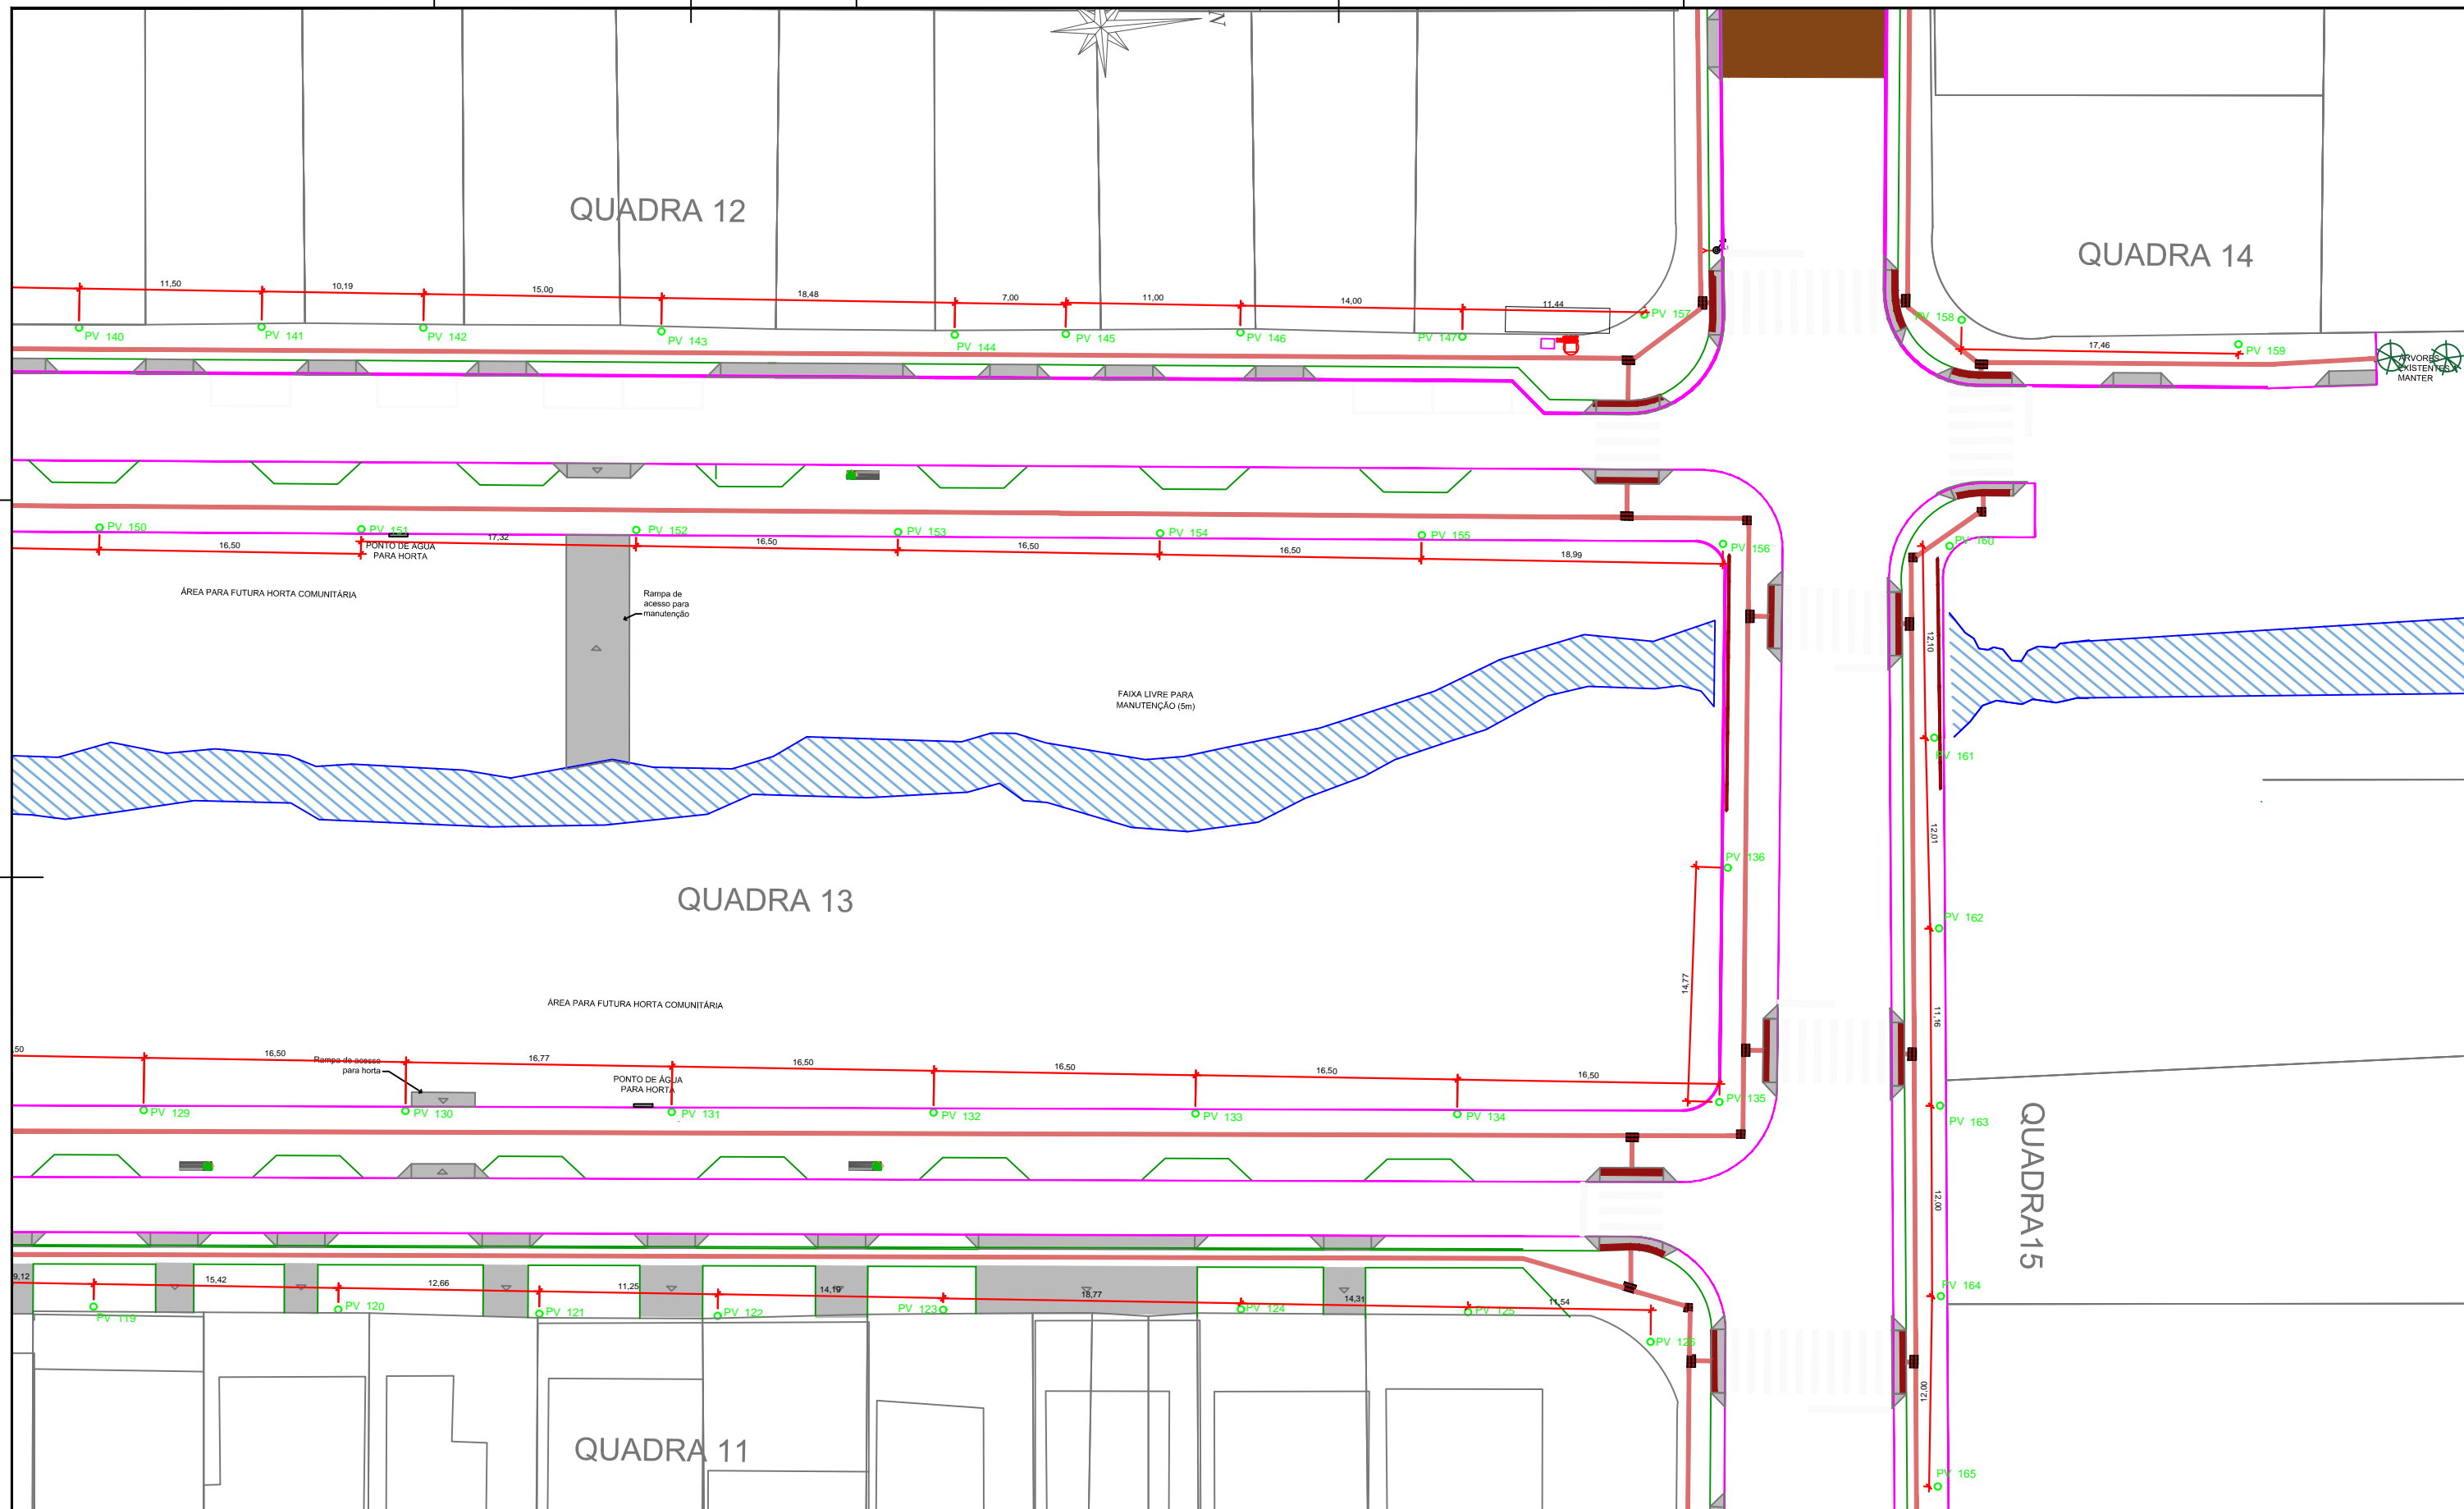 N
QUADRA 12
QUADRA 14
11,50
10,19
15,00
18,48
7,00
11,00
14,00
11,44
PV 140
PV 141
PV 142
PV 143
PV 144
PV 145
PV 146
PV 147
PV 157
PV 158
17,46
PV 159
ÁRVORES
EXISTENTES A
MANTER
PV 150
PV 151
PV 152
PV 153
PV 154
PV 155
PV 156
PV 160
16,50
PONTO DE ÁGUA
PARA HORTA
17,32
16,50
16,50
16,50
18,99
ÁREA PARA FUTURA HORTA COMUNITÁRIA
Rampa de
acesso para
manutenção
12,10
FAIXA LIVRE PARA
MANUTENÇÃO (5m)
PV 161
12,01
PV 136
QUADRA 13
PV 162
14,77
ÁREA PARA FUTURA HORTA COMUNITÁRIA
11,16
,50
16,50
Rampa de acesso
para horta
16,77
PONTO DE ÁGUA
PARA HORTA
16,50
16,50
16,50
16,50
PV 129
PV 130
PV 131
PV 132
PV 133
PV 134
PV 135
PV 163
QUADRA15
12,00
9,12
15,42
12,66
11,25
14,19
18,77
14,31
11,54
PV 119
PV 120
PV 121
PV 122
PV 123
PV 124
PV 125
PV 126
PV 164
12,00
QUADRA 11
PV 165